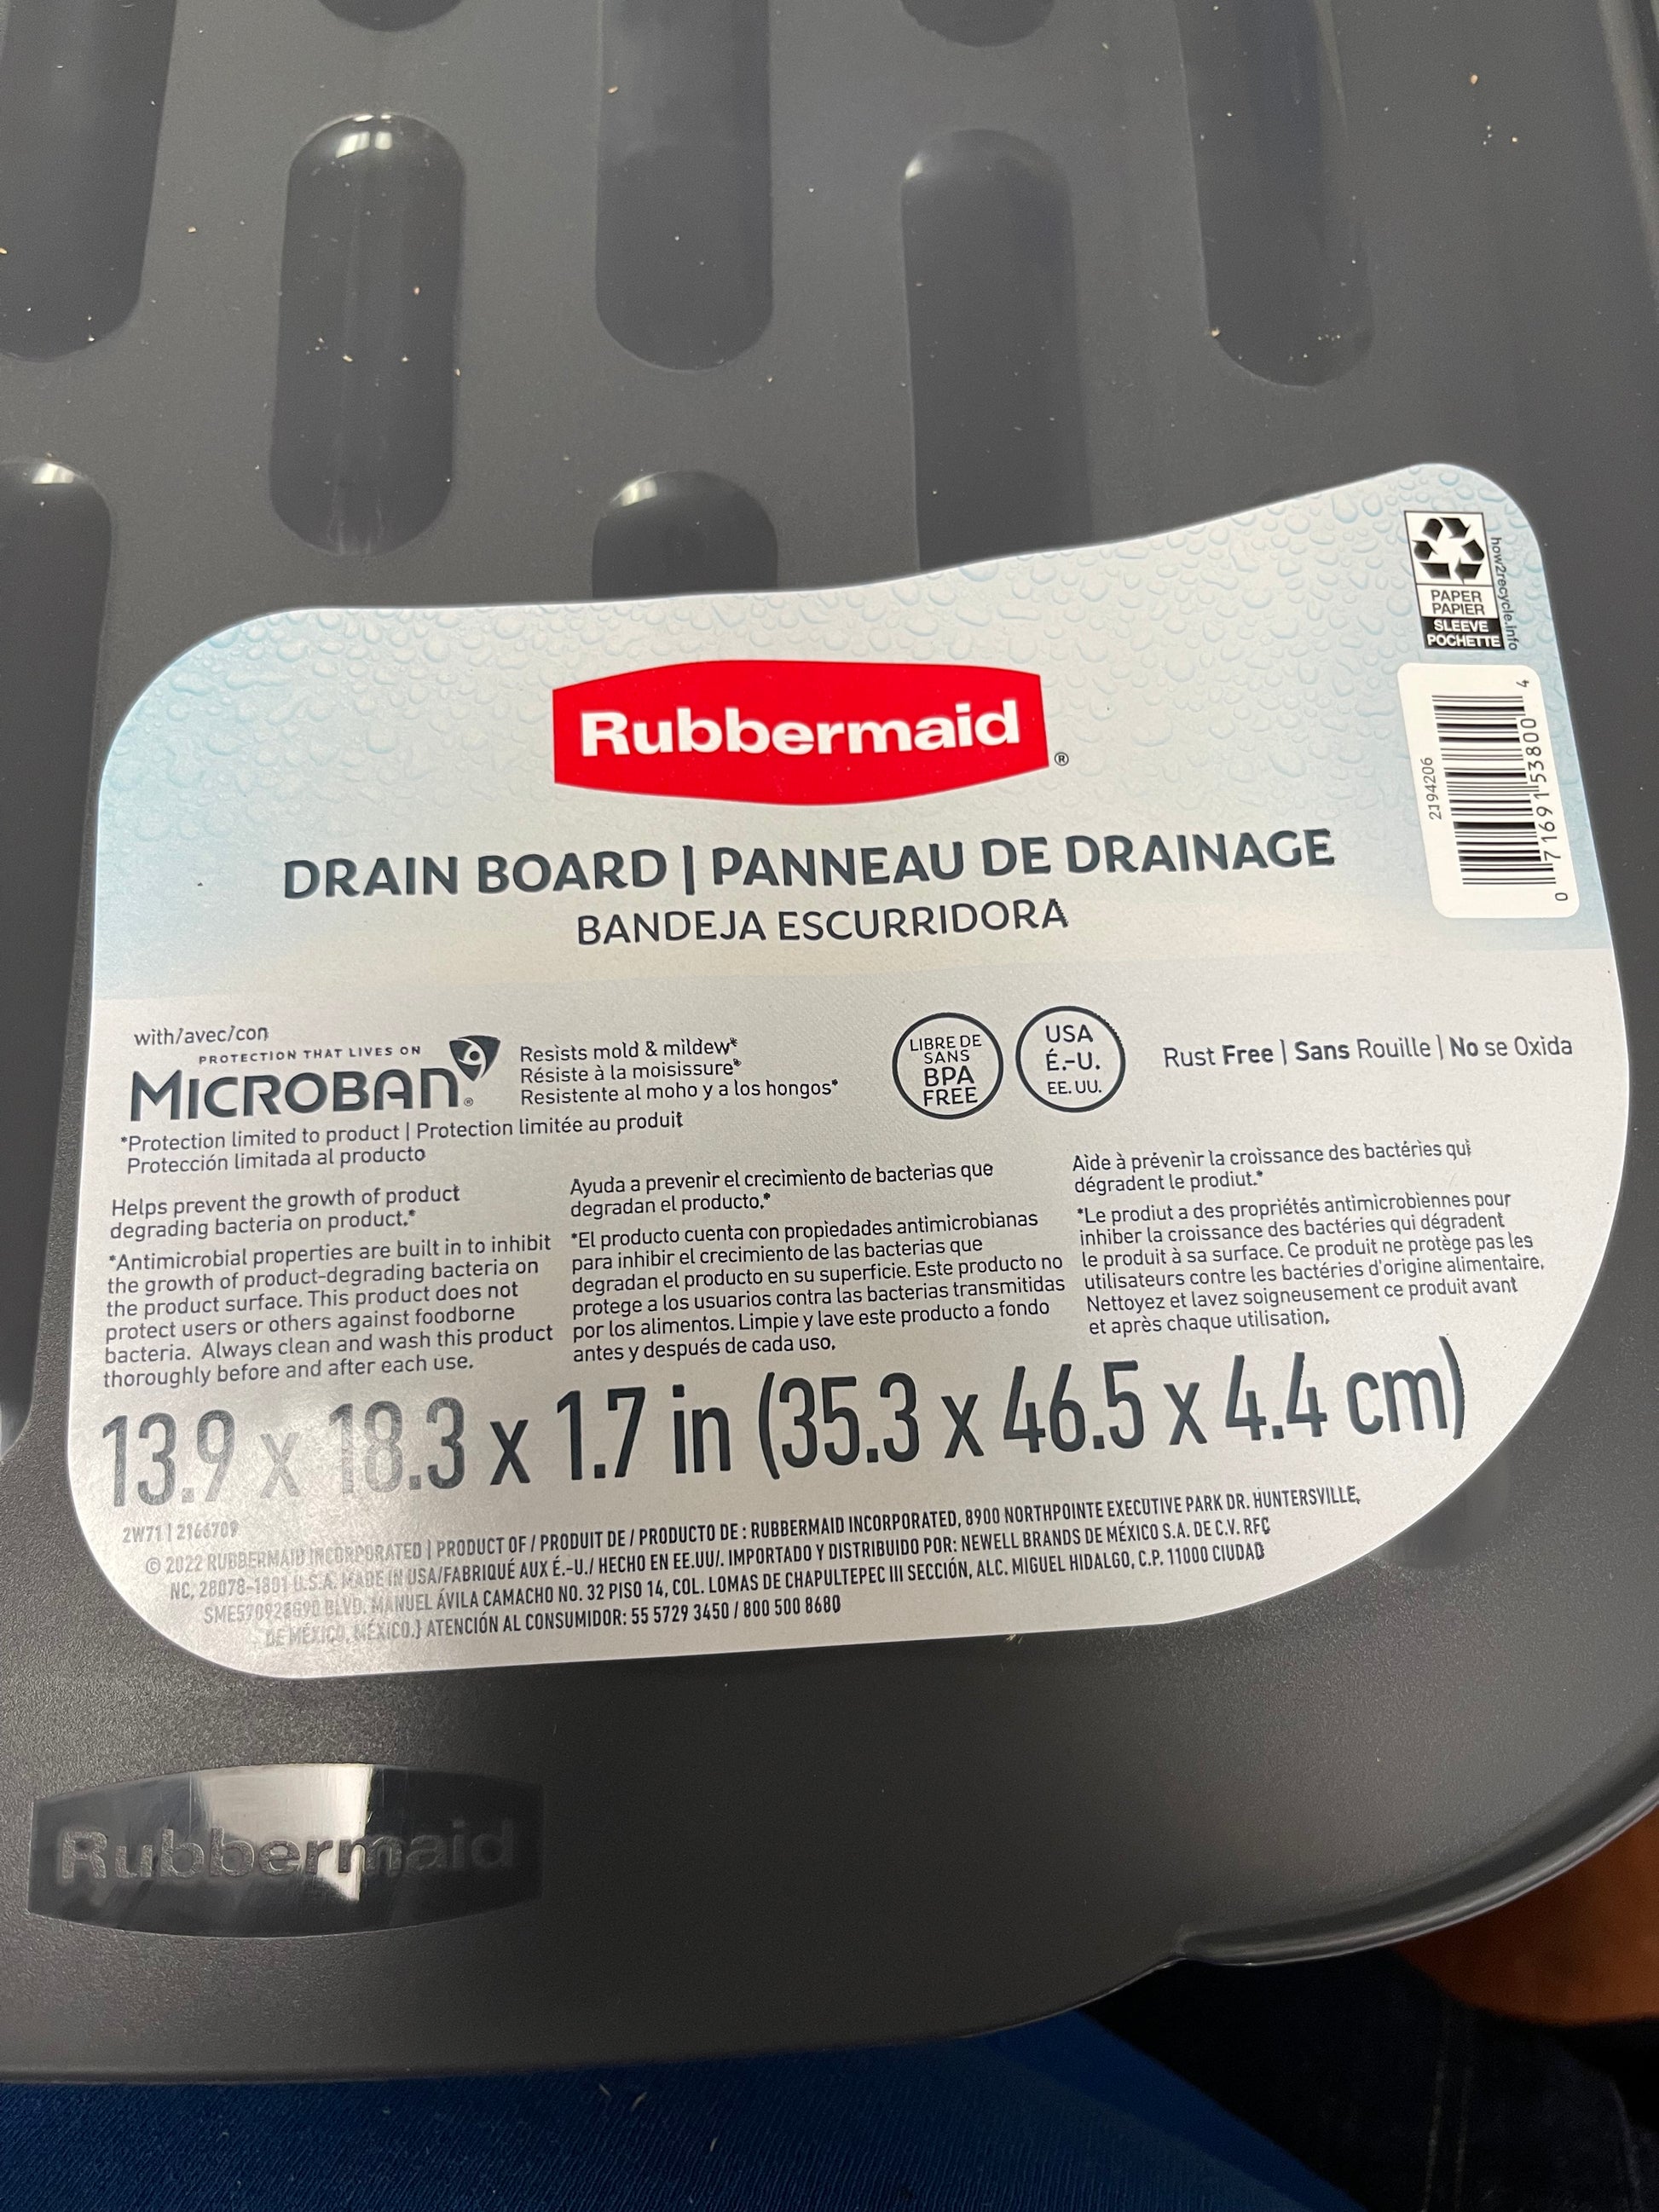 how2recycle.info
PAPER
PAPIER
SLEEVE
POCHETTE
Rubbermaid®
2194206
0 71691 53800 4
DRAIN BOARD | PANNEAU DE DRAINAGE
BANDEJA ESCURRIDORA
with/avec/con
PROTECTION THAT LIVES ON
MICROBAN®
Resists mold & mildew*
Résiste à la moisissure*
Resistente al moho y a los hongos*
*Protection limited to product | Protection limitée au produit
Protección limitada al producto
LIBRE DE
SANS
BPA
FREE
USA
É.-U.
EE. UU.
Rust Free | Sans Rouille | No se Oxida
Helps prevent the growth of product
degrading bacteria on product.*
*Antimicrobial properties are built in to inhibit
the growth of product-degrading bacteria on
the product surface. This product does not
protect users or others against foodborne
bacteria. Always clean and wash this product
thoroughly before and after each use.
Ayuda a prevenir el crecimiento de bacterias que
degradan el producto.*
*El producto cuenta con propiedades antimicrobianas
para inhibir el crecimiento de las bacterias que
degradan el producto en su superficie. Este producto no
protege a los usuarios contra las bacterias transmitidas
por los alimentos. Limpie y lave este producto a fondo
antes y después de cada uso.
Aide à prévenir la croissance des bactéries qui
dégradent le prodiut.*
*Le prodiut a des propriétés antimicrobiennes pour
inhiber la croissance des bactéries qui dégradent
le produit à sa surface. Ce produit ne protège pas les
utilisateurs contre les bactéries d'origine alimentaire.
Nettoyez et lavez soigneusement ce produit avant
et après chaque utilisation.
13.9 x 18.3 x 1.7 in (35.3 x 46.5 x 4.4 cm)
2W71 | 2166709
© 2022 RUBBERMAID INCORPORATED | PRODUCT OF / PRODUIT DE / PRODUCTO DE : RUBBERMAID INCORPORATED, 8900 NORTHPOINTE EXECUTIVE PARK DR. HUNTERSVILLE,
NC, 28078-1801 U.S.A. MADE IN USA/FABRIQUÉ AUX É.-U./ HECHO EN EE.UU/. IMPORTADO Y DISTRIBUIDO POR: NEWELL BRANDS DE MÉXICO S.A. DE C.V. RFC
BLVD. MANUEL ÁVILA CAMACHO NO. 32 PISO 14, COL. LOMAS DE CHAPULTEPEC III SECCIÓN, ALC. MIGUEL HIDALGO, C.P. 11000 CIUDAD
DE MÉXICO, MÉXICO.} ATENCIÓN AL CONSUMIDOR: 55 5729 3450 / 800 500 8680
Rubbermaid